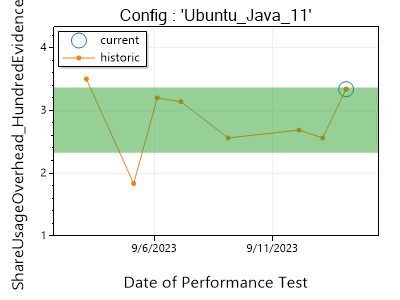 Config : 'Ubuntu_Java_11'
ShareUsageOverhead_HundredEvidence
current
historic
4
3
2
1
9/6/2023
9/11/2023
Date of Performance Test